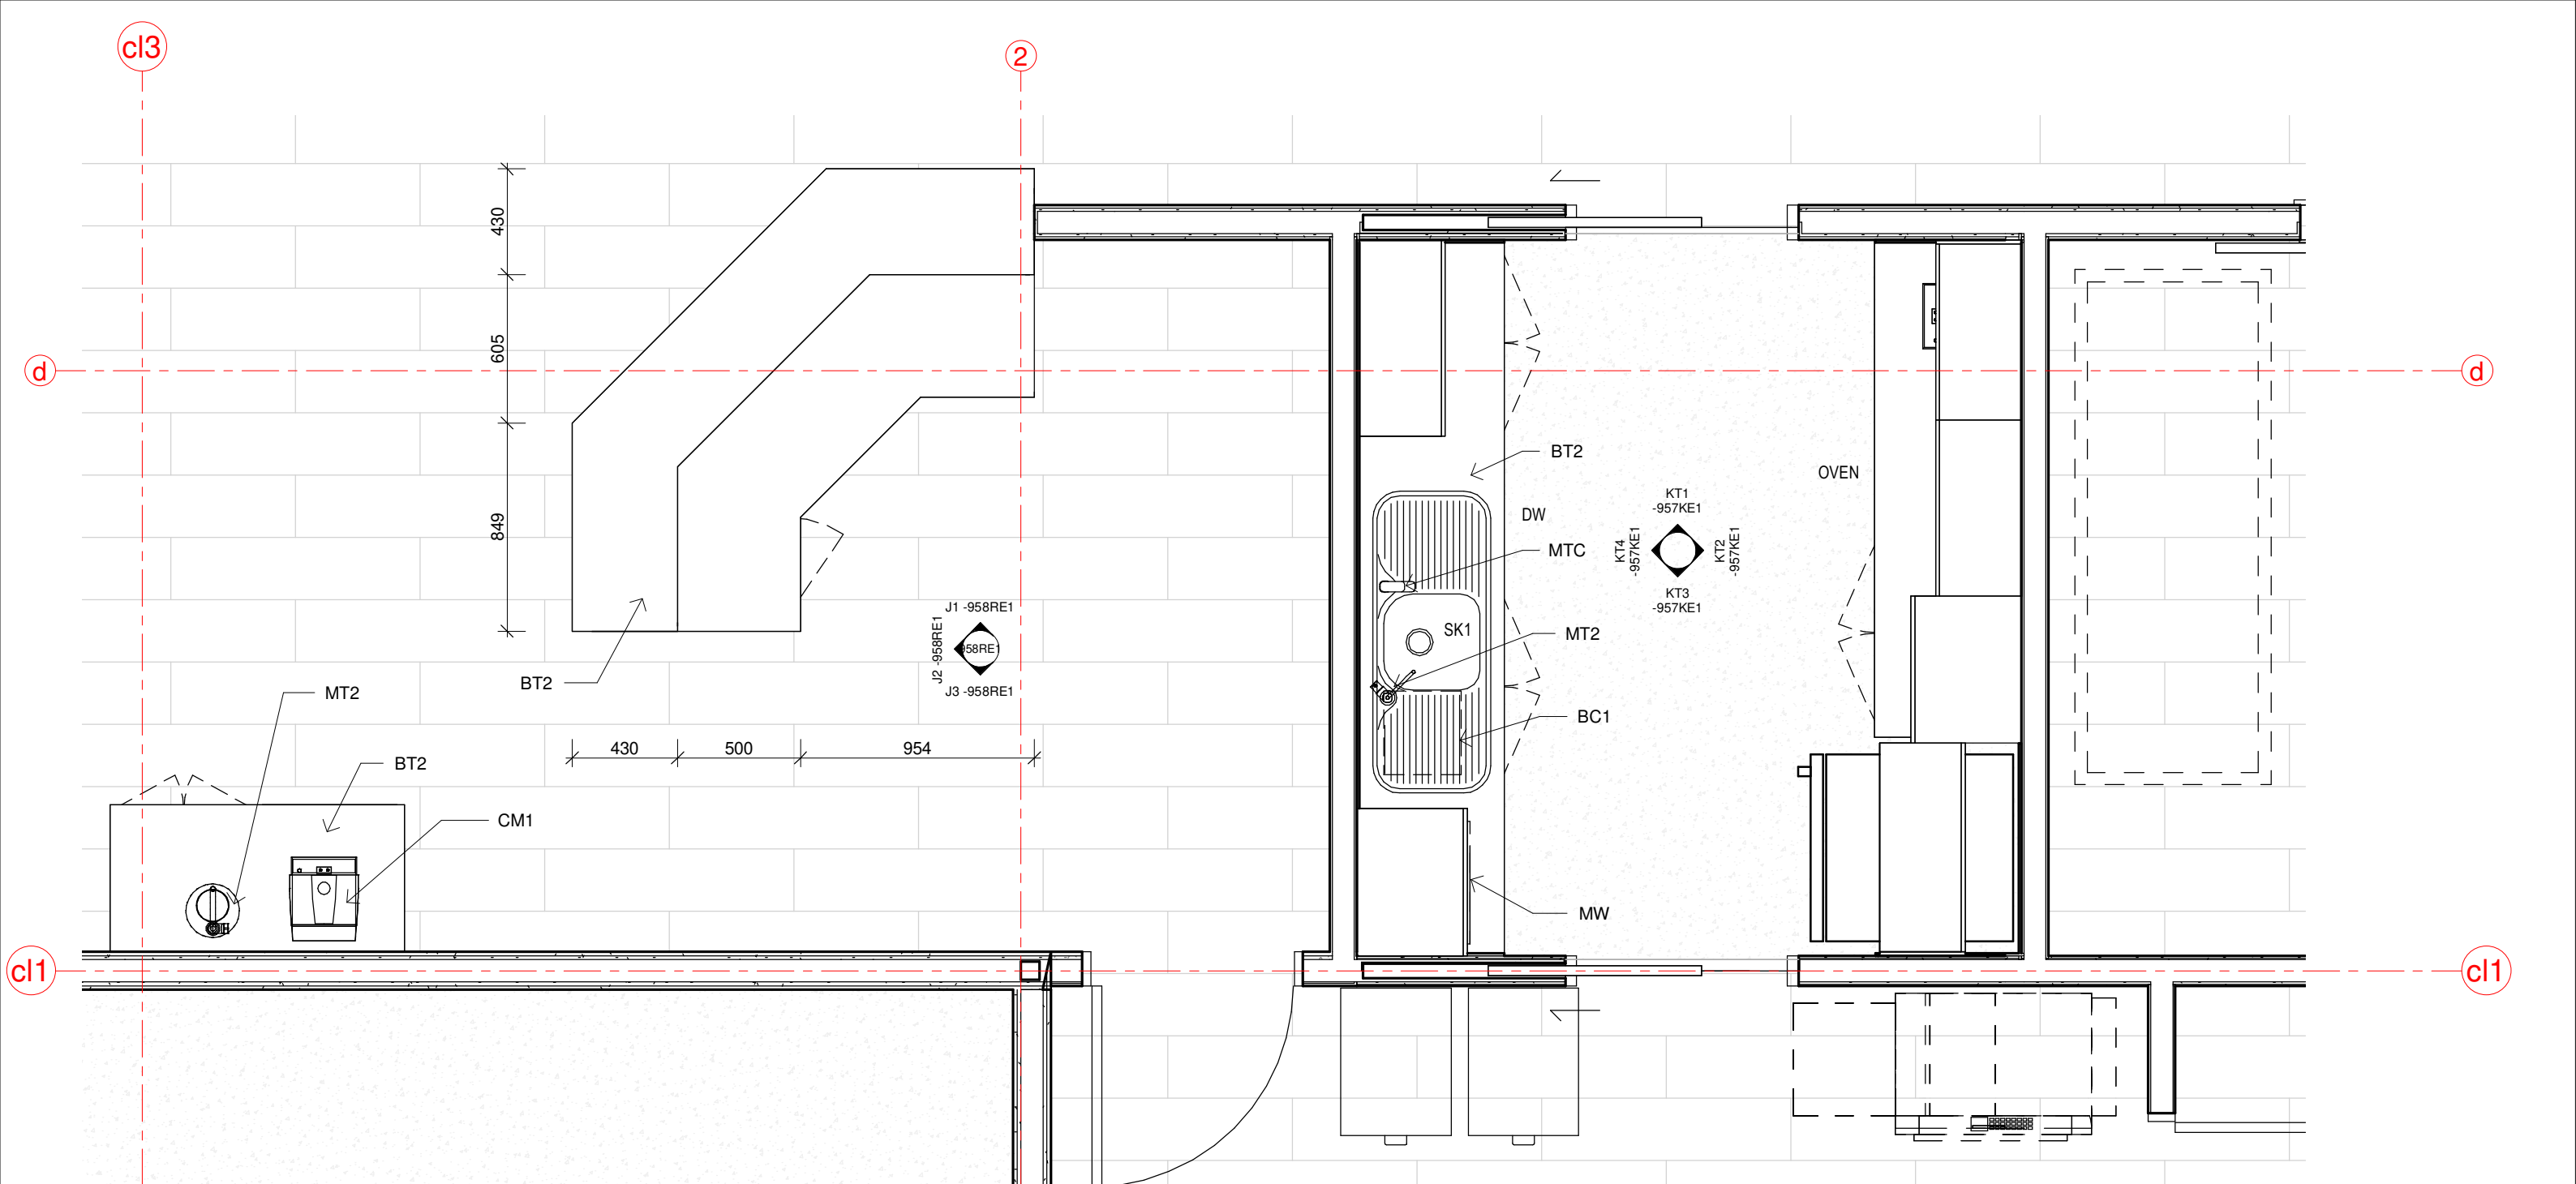 cl3
2
430
d
d
605
BT2
OVEN
KT1
-957KE1
DW
849
MTC
KT4
-957KE1
KT2
-957KE1
KT3
-957KE1
J1 -958RE1
SK1
MT2
J2 -958RE1
958RE1
BT2
MT2
J3 -958RE1
BC1
430
500
954
BT2
CM1
MW
cl1
cl1